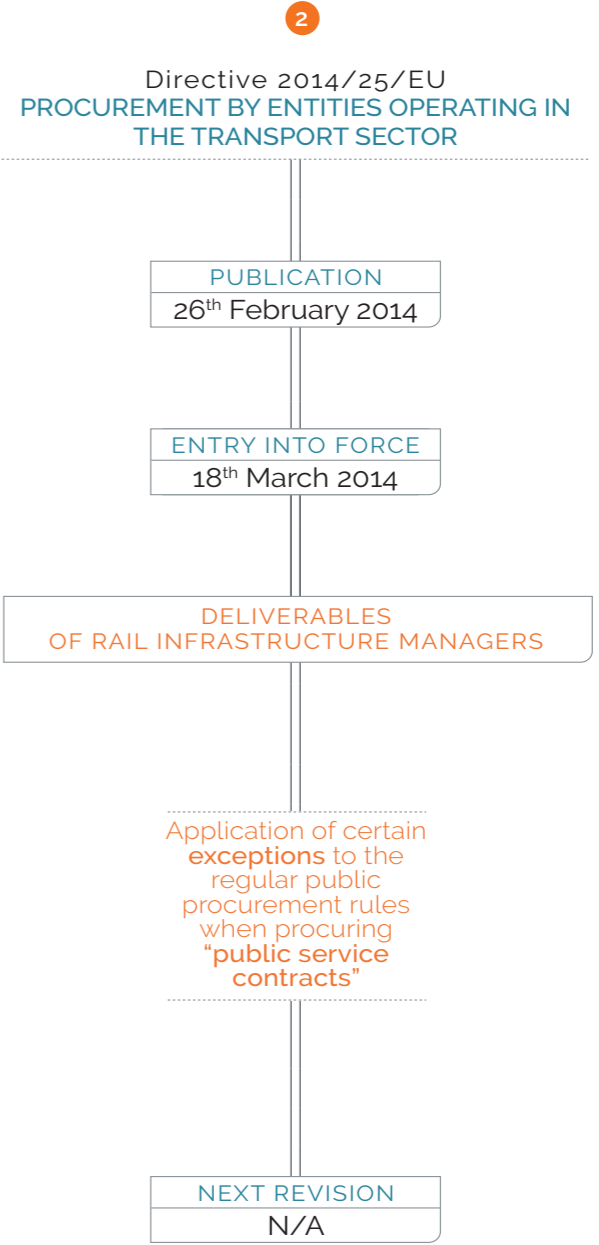 2
Directive 2014/25/EU
PROCUREMENT BY ENTITIES OPERATING IN
THE TRANSPORT SECTOR
PUBLICATION
26th February 2014
ENTRY INTO FORCE
18th March 2014
DELIVERABLES
OF RAIL INFRASTRUCTURE MANAGERS
Application of certain
exceptions to the
regular public
procurement rules
when procuring
“public service
contracts”
NEXT REVISION
N/A